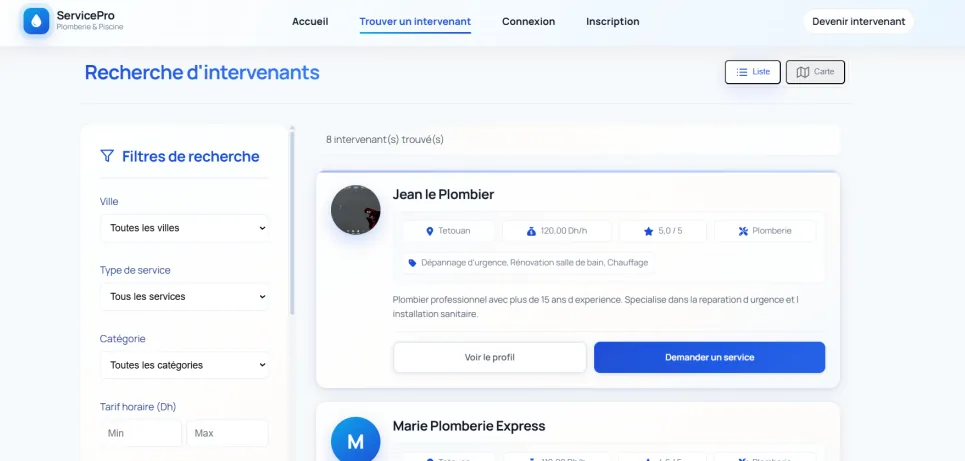 ServicePro
Plomberie & Piscine
Accueil
Trouver un intervenant
Connexion
Inscription
Devenir intervenant
Recherche d'intervenants
Liste
Carte
Filtres de recherche
Ville
Toutes les villes
Type de service
Tous les services
Catégorie
Toutes les catégories
Tarif horaire (Dh)
Min
Max
8 intervenant(s) trouvé(s)
Jean le Plombier
Tetouan
120.00 Dh/h
5,0 / 5
Plomberie
Dépannage d'urgence, Rénovation salle de bain, Chauffage
Plombier professionnel avec plus de 15 ans d experience. Specialise dans la reparation d urgence et l
installation sanitaire.
Voir le profil
Demander un service
M
Marie Plomberie Express